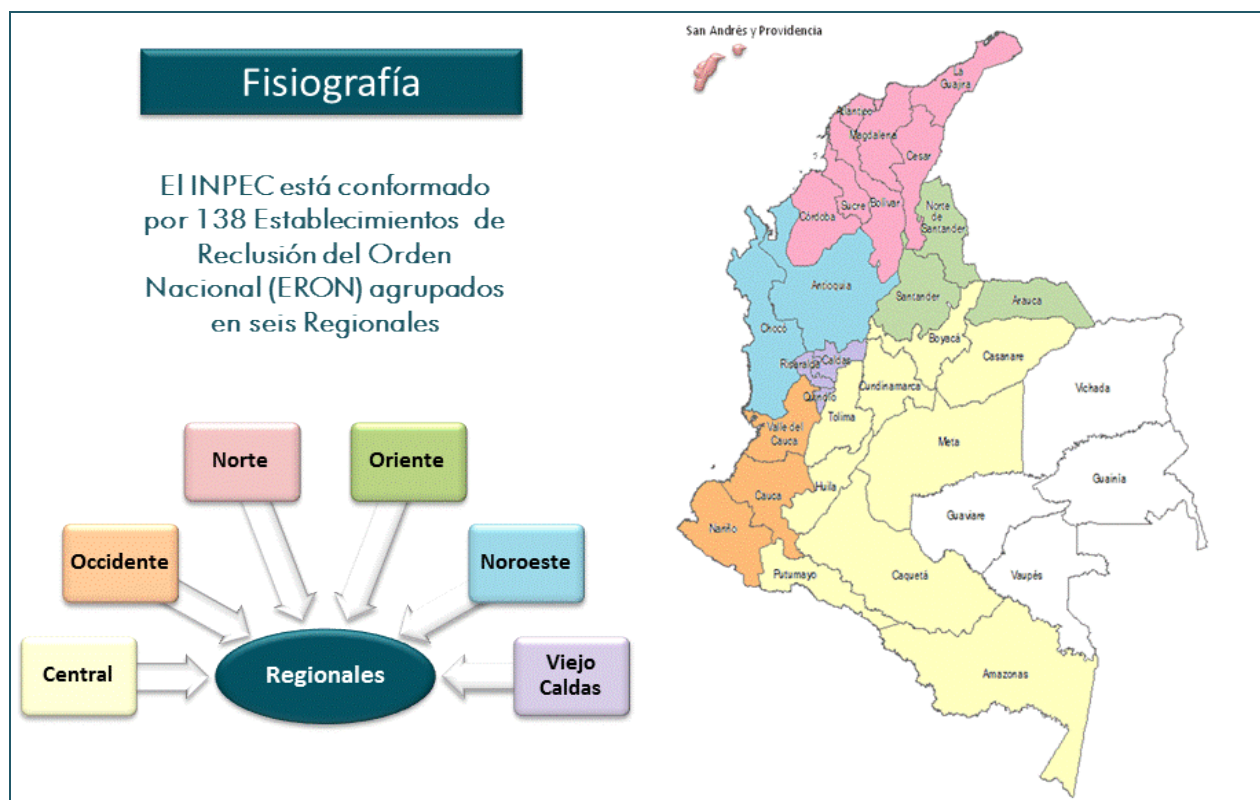 Fisiografía
El INPEC está conformado
por 138 Establecimientos de
Reclusión del Orden
Nacional (ERON) agrupados
en seis Regionales
Norte
Oriente
Occidente
Noroeste
Central
Regionales
Viejo
Caldas
San Andrés y Providencia
La
Guajira
Atlántico
Magdalena
Cesar
Norte de
Santander
Córdoba
Sucre
Bolívar
Antioquia
Santander
Arauca
Chocó
Boyacá
Casanare
Risaralda
Caldas
Cundinamarca
Vichada
Quindío
Tolima
Valle del
Cauca
Meta
Guainía
Cauca
Huila
Guaviare
Nariño
Putumayo
Caquetá
Vaupés
Amazonas